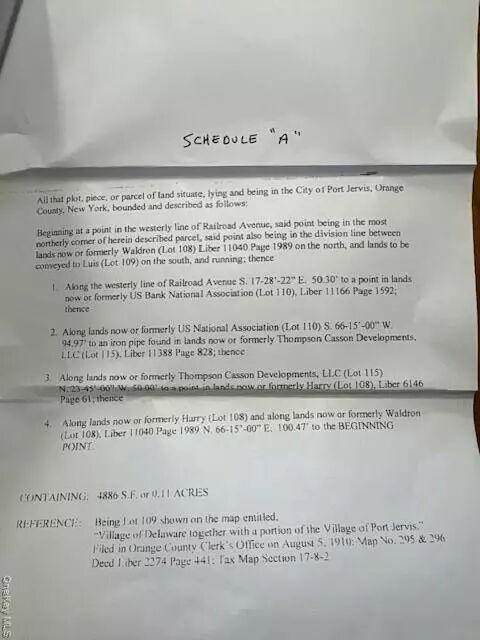 SCHEDULE "A"
All that plot, piece, or parcel of land situate, lying and being in the City of Port Jervis, Orange
County, New York, bounded and described as follows:
Beginning at a point in the westerly line of Railroad Avenue, said point being in the most
northerly corner of herein described parcel, said point also being in the division line between
lands now or formerly Waldron (Lot 108) Liber 11040 Page 1989 on the north, and lands to be
conveyed to Luis (Lot 109) on the south, and running; thence
1. Along the westerly line of Railroad Avenue S. 17-28'-22" E. 50.30' to a point in lands
now or formerly US Bank National Association (Lot 110), Liber 11166 Page 1592;
thence
2. Along lands now or formerly US National Association (Lot 110) S. 66-15'-00" W.
94.97' to an iron pipe found in lands now or formerly Thompson Casson Developments,
LLC (Lot 115), Liber 11388 Page 828; thence
3. Along lands now or formerly Thompson Casson Developments, LLC (Lot 115)
N. 23-45'-00" W. 50.00' to a point in lands now or formerly Harry (Lot 108), Liber 6146
Page 61; thence
4. Along lands now or formerly Harry (Lot 108) and along lands now or formerly Waldron
(Lot 108), Liber 11040 Page 1989 N. 66-15'-00" E. 100.47' to the BEGINNING
POINT.
CONTAINING: 4886 S.F. or 0.11 ACRES
REFERENCE: Being Lot 109 shown on the map entitled,
"Village of Delaware together with a portion of the Village of Port Jervis."
Filed in Orange County Clerk's Office on August 5, 1910; Map No. 295 & 296
Deed Liber 2274 Page 441; Tax Map Section 17-8-2
OneKey MLS